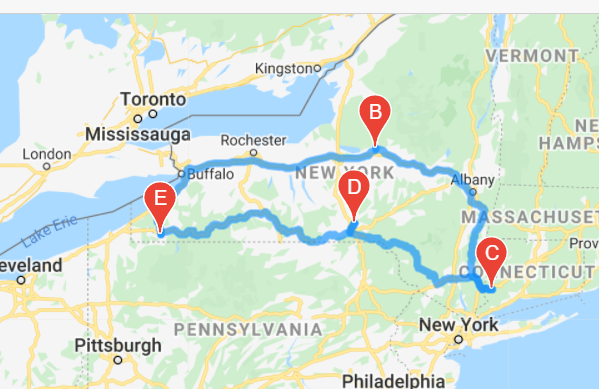 VERMONT
Kingston
B
Toronto
Mississauga
NE
HAMPS
Rochester
London
Buffalo
NEW YORK
D
Albany
E
MASSACHUSET
Lake Erie
C
Prov
eveland
CONNECTICUT
PENNSYLVANIA
New York
Pittsburgh
Philadelphia